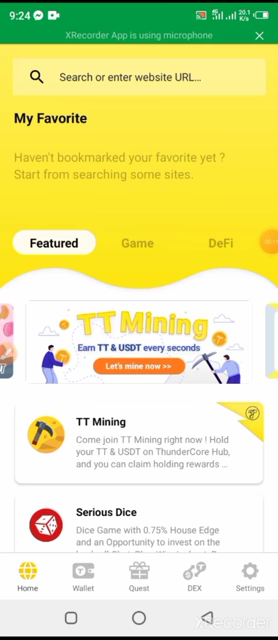 9:24
20.1
K/s
XRecorder App is using microphone
Search or enter website URL...
My Favorite
Haven't bookmarked your favorite yet ?
Start from searching some sites.
Featured
Game
DeFi
TT Mining
Earn TT & USDT every seconds
Let's mine now >>
TT Mining
Come join TT Mining right now ! Hold
your TT & USDT on ThunderCore Hub,
and you can claim holding rewards ...
Serious Dice
Dice Game with 0.75% House Edge
and an Opportunity to invest on the
Home
Wallet
Quest
DEX
Settings
XRecorder